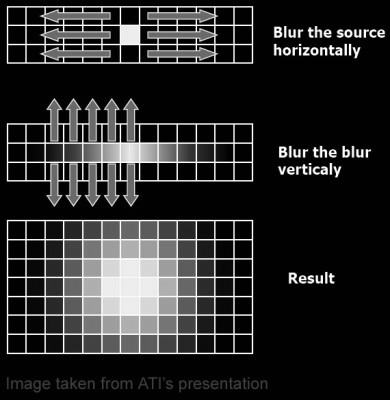 Blur the source
horizontally
Blur the blur
verticaly
Result
Image taken from ATI's presentation